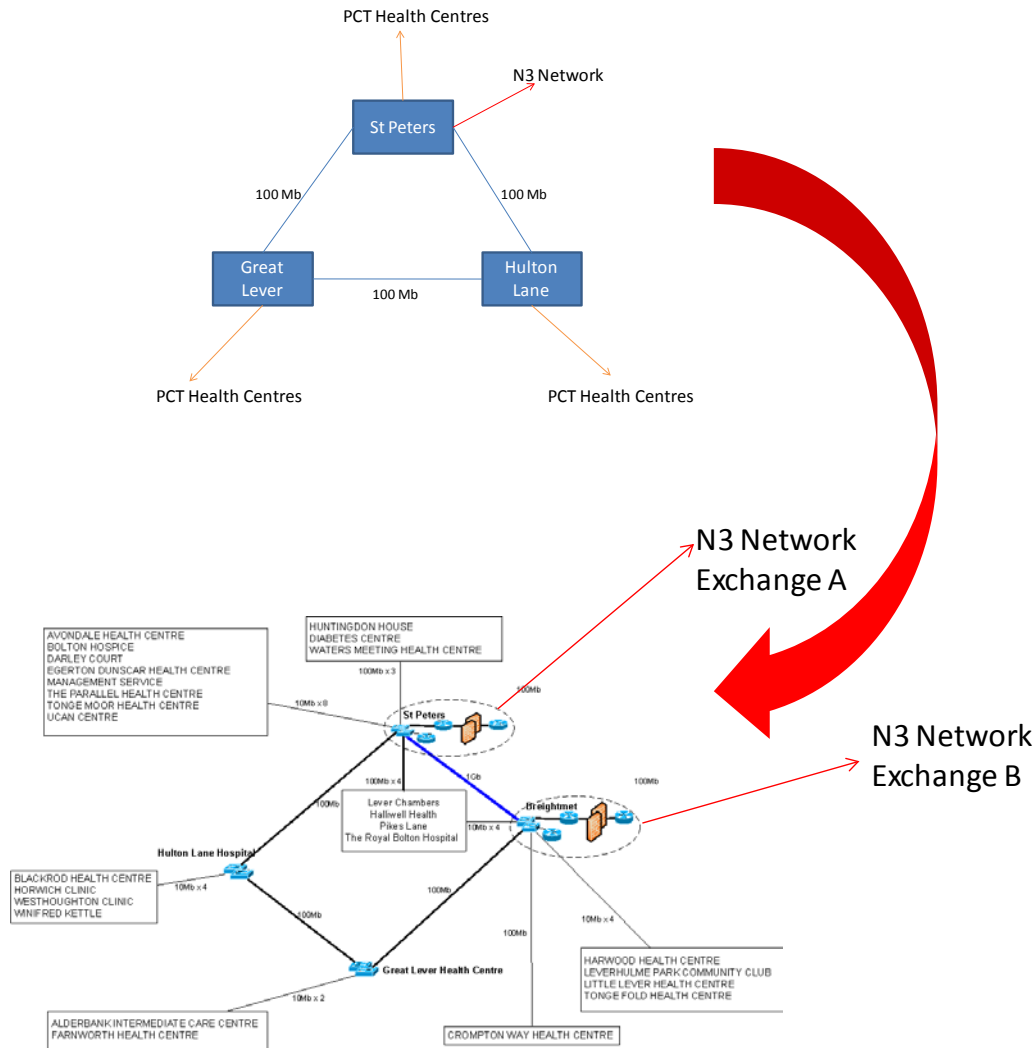 PCT Health Centres
N3 Network
St Peters
100 Mb
100 Mb
Great
Lever
Hulton
Lane
100 Mb
PCT Health Centres
PCT Health Centres
N3 Network
Exchange A
HUNTINGDON HOUSE
DIABETES CENTRE
WATERS MEETING HEALTH CENTRE
AVONDALE HEALTH CENTRE
BOLTON HOSPICE
DARLEY COURT
EGERTON DUNSCAR HEALTH CENTRE
MANAGEMENT SERVICE
THE PARALLEL HEALTH CENTRE
TONGE MOOR HEALTH CENTRE
UCAN CENTRE
100Mb x 3
100Mb
10Mb x 8
St Peters
N3 Network
Exchange B
100Mb x 4
1Gb
100Mb
100Mb
Lever Chambers
Halliwell Health
Pikes Lane
The Royal Bolton Hospital
Breightmet
10Mb x 4
Hulton Lane Hospital
BLACKROD HEALTH CENTRE
HORWICH CLINIC
WESTHOUGHTON CLINIC
WINIFRED KETTLE
10Mb x 4
100Mb
100Mb
100Mb
10Mb x 4
Great Lever Health Centre
HARWOOD HEALTH CENTRE
LEVERHULME PARK COMMUNITY CLUB
LITTLE LEVER HEALTH CENTRE
TONGE FOLD HEALTH CENTRE
10Mb x 2
ALDERBANK INTERMEDIATE CARE CENTRE
FARNWORTH HEALTH CENTRE
CROMPTON WAY HEALTH CENTRE